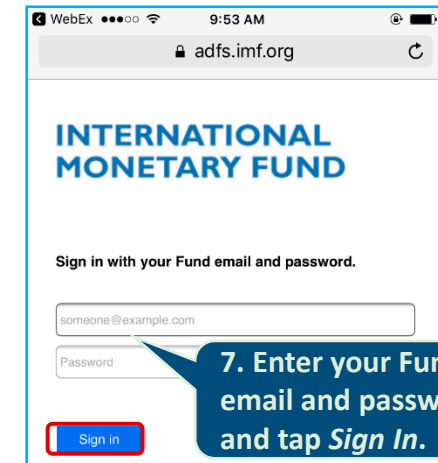 WebEx 9:53 AM
adfs.imf.org
INTERNATIONAL
MONETARY FUND
Sign in with your Fund email and password.
someone@example.com
Password
7. Enter your Fun
email and passw
and tap Sign In.
Sign in